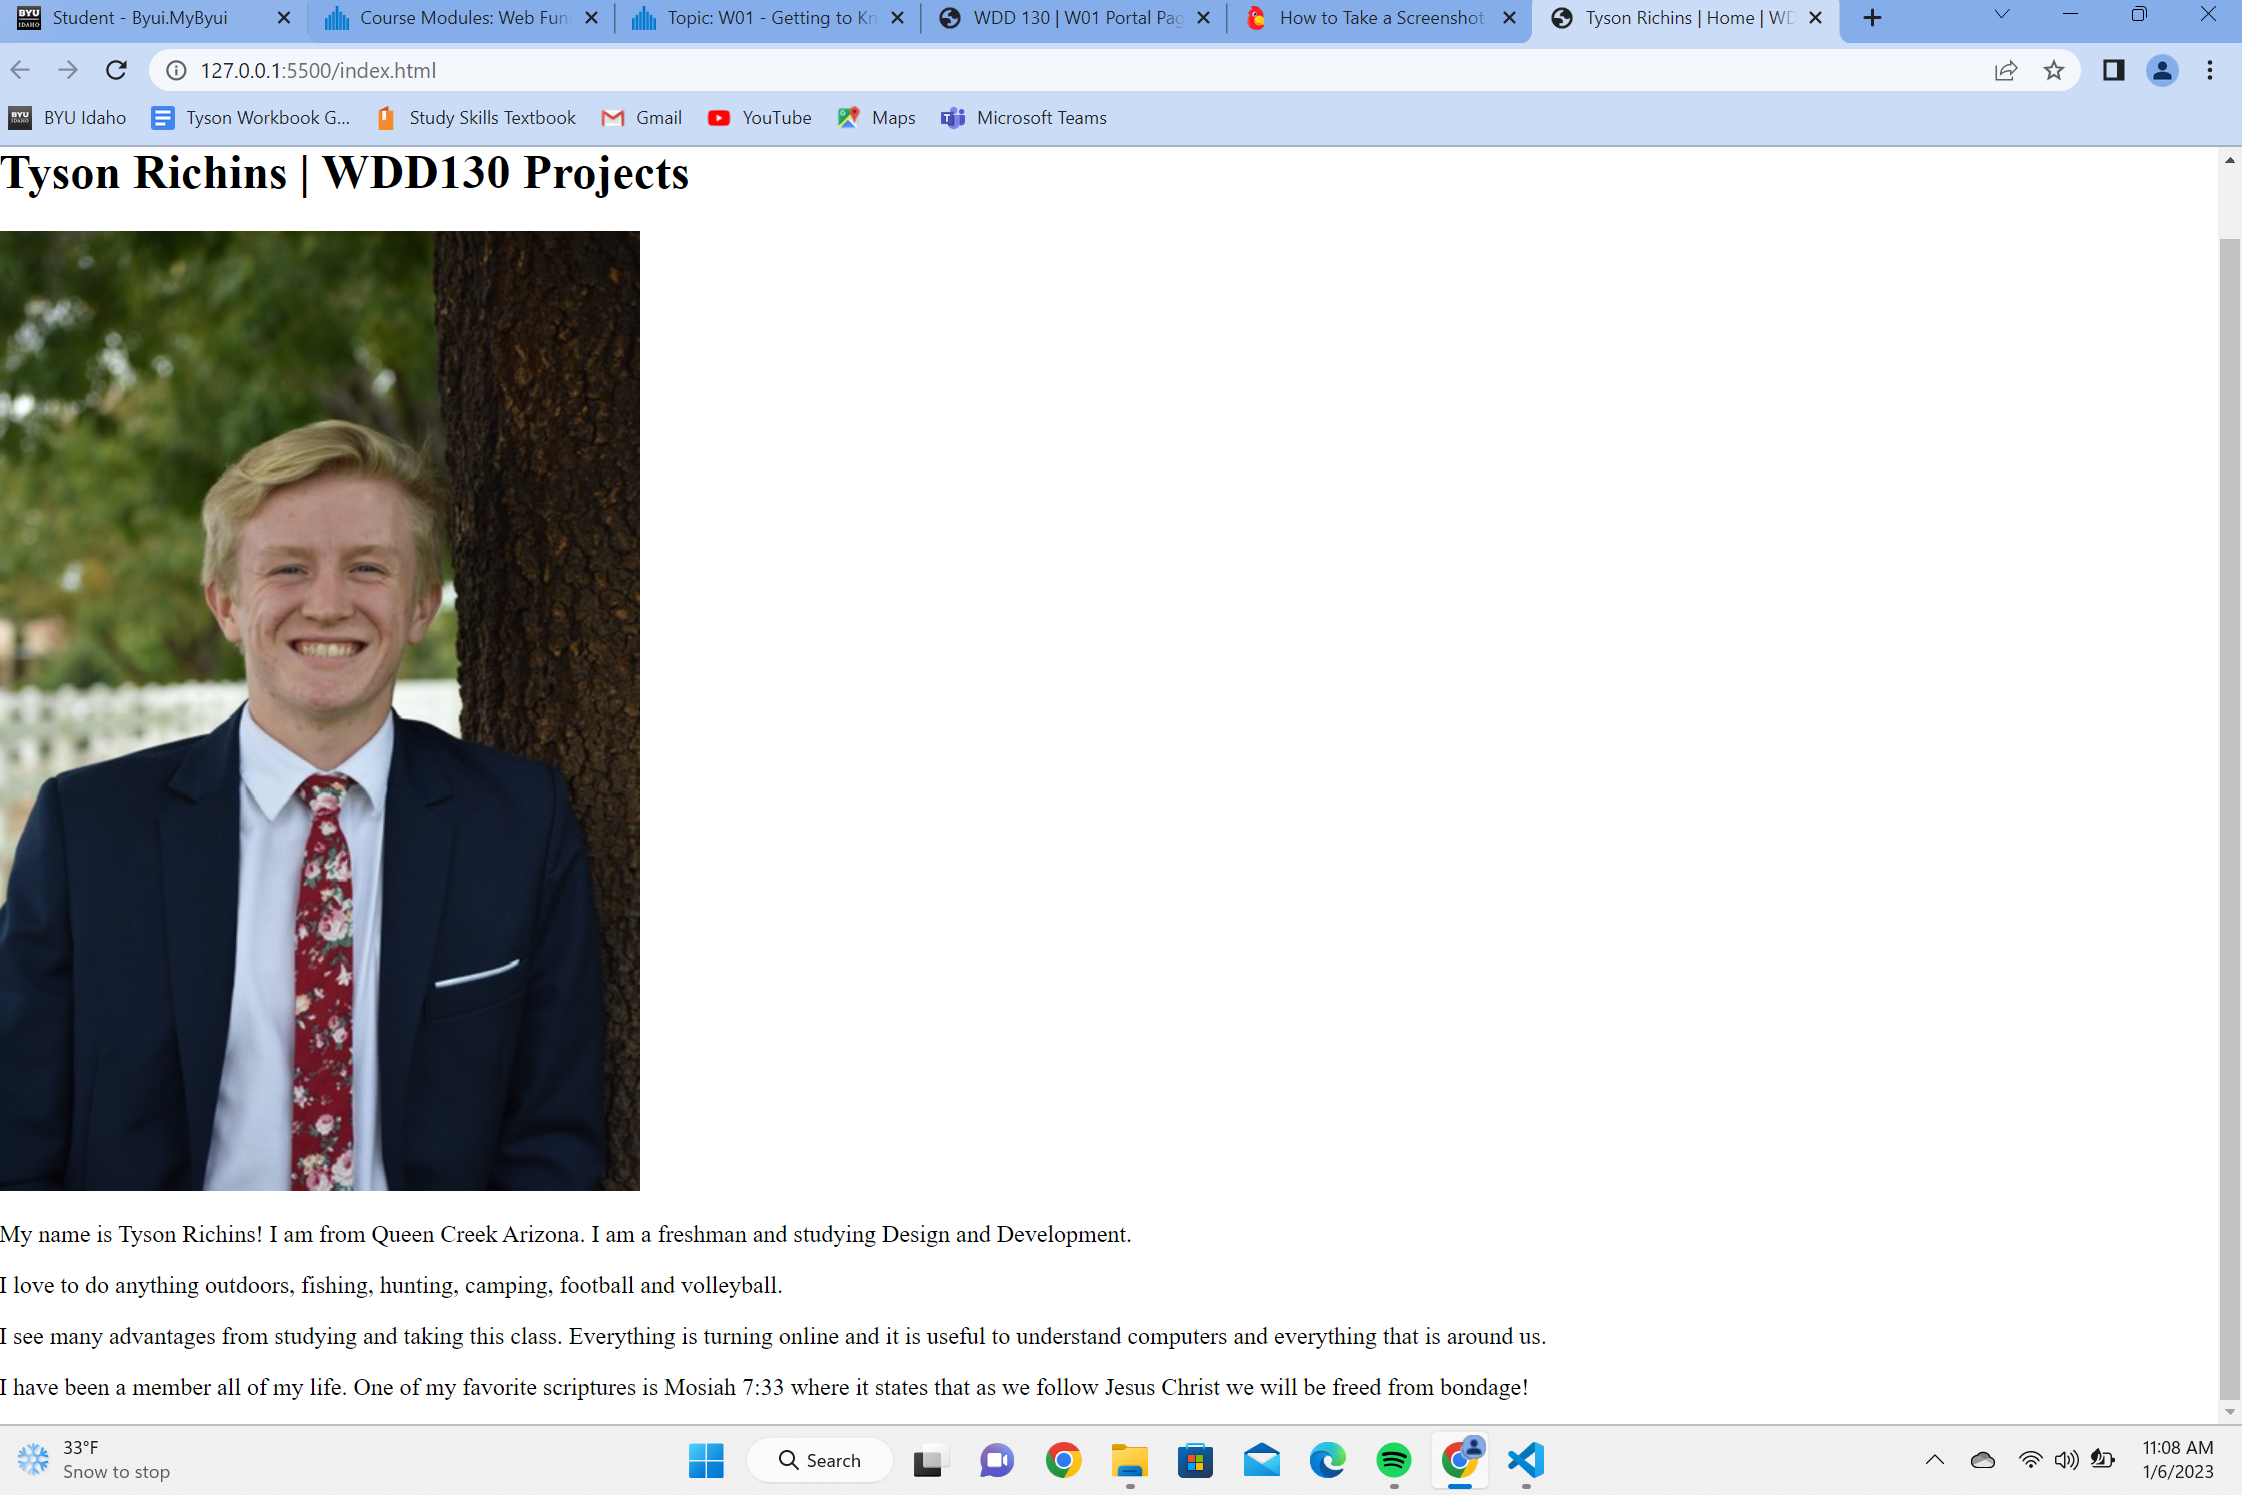 BYU IDAHO Student - Byui.MyByui
Course Modules: Web Fun
Topic: W01 - Getting to Kn
WDD 130 | W01 Portal Pag
How to Take a Screenshot
Tyson Richins | Home | WD
127.0.0.1:5500/index.html
BYU IDAHO BYU Idaho Tyson Workbook G... Study Skills Textbook Gmail YouTube Maps Microsoft Teams
Tyson Richins | WDD130 Projects
My name is Tyson Richins! I am from Queen Creek Arizona. I am a freshman and studying Design and Development.
I love to do anything outdoors, fishing, hunting, camping, football and volleyball.
I see many advantages from studying and taking this class. Everything is turning online and it is useful to understand computers and everything that is around us.
I have been a member all of my life. One of my favorite scriptures is Mosiah 7:33 where it states that as we follow Jesus Christ we will be freed from bondage!
33°F
Snow to stop
Search
11:08 AM
1/6/2023